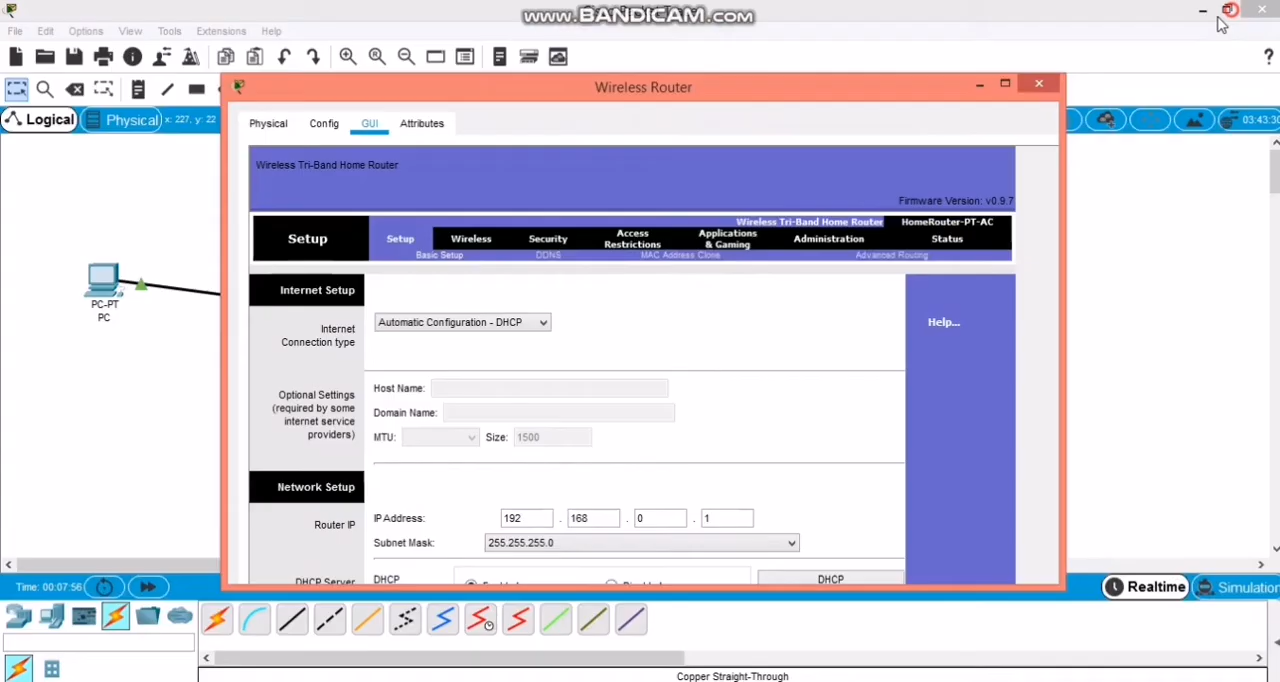 www.BANDICAM.com
File Edit Options View Tools Extensions Help
Wireless Router
Logical Physical x: 227, y: 22
03:43:30
Physical Config GUI Attributes
Wireless Tri-Band Home Router
Firmware Version: v0.9.7
Wireless Tri-Band Home Router HomeRouter-PT-AC
Setup Setup Wireless Security Access Restrictions Applications & Gaming Administration Status
Basic Setup DDNS MAC Address Clone Advanced Routing
PC-PT
PC
Internet Setup
Internet
Connection type
Automatic Configuration - DHCP
Help...
Optional Settings
(required by some
internet service
providers)
Host Name:
Domain Name:
MTU: Size: 1500
Network Setup
Router IP
IP Address: 192 . 168 . 0 . 1
Subnet Mask: 255.255.255.0
DHCP Server
DHCP
DHCP
Time: 00:07:56
Realtime Simulation
Copper Straight-Through